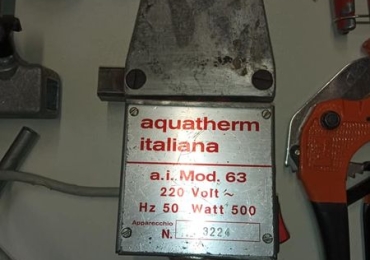 aquatherm
italiana
a.i. Mod. 63
220 Volt ~
Hz 50 Watt 500
Apparecchio
N. 3224